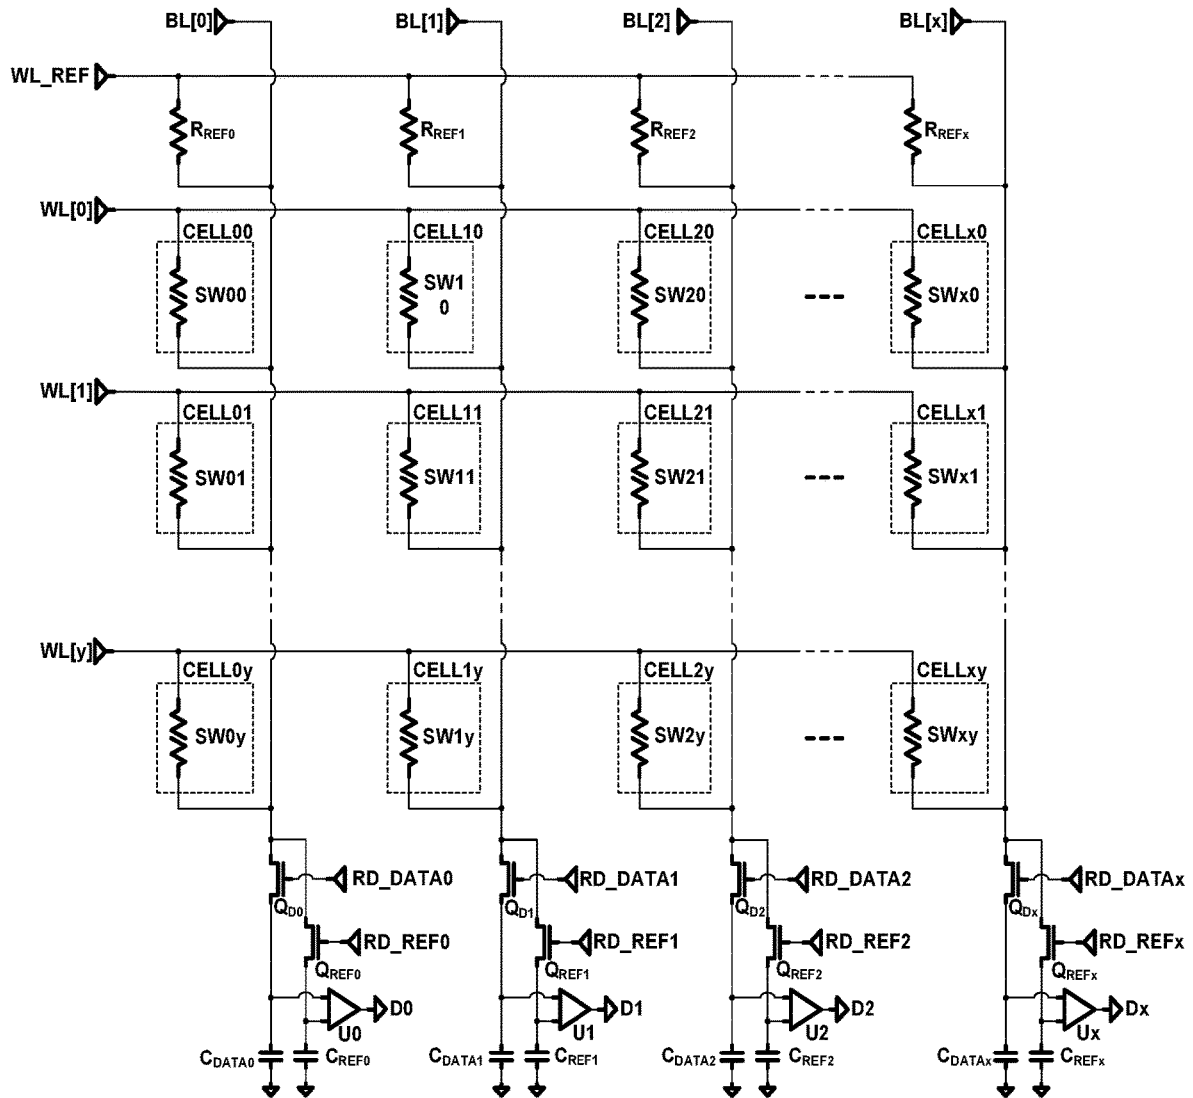 BL[0] BL[1] BL[2] BL[x]
WL_REF
RREF0 RREF1 RREF2 RREFx
WL[0]
CELL00 CELL10 CELL20 CELLx0
SW00 SW1 SW20 SWx0
0
WL[1]
CELL01 CELL11 CELL21 CELLx1
SW01 SW11 SW21 SWx1
WL[y]
CELL0y CELL1y CELL2y CELLxy
SW0y SW1y SW2y SWxy
RD_DATA0 RD_DATA1 RD_DATA2 RD_DATAx
QD0 QD1 QD2 QDx
RD_REF0 RD_REF1 RD_REF2 RD_REFx
QREF0 QREF1 QREF2 QREFx
D0 D1 D2 Dx
U0 U1 U2 Ux
CDATA0 CREF0 CDATA1 CREF1 CDATA2 CREF2 CDATAx CREFx